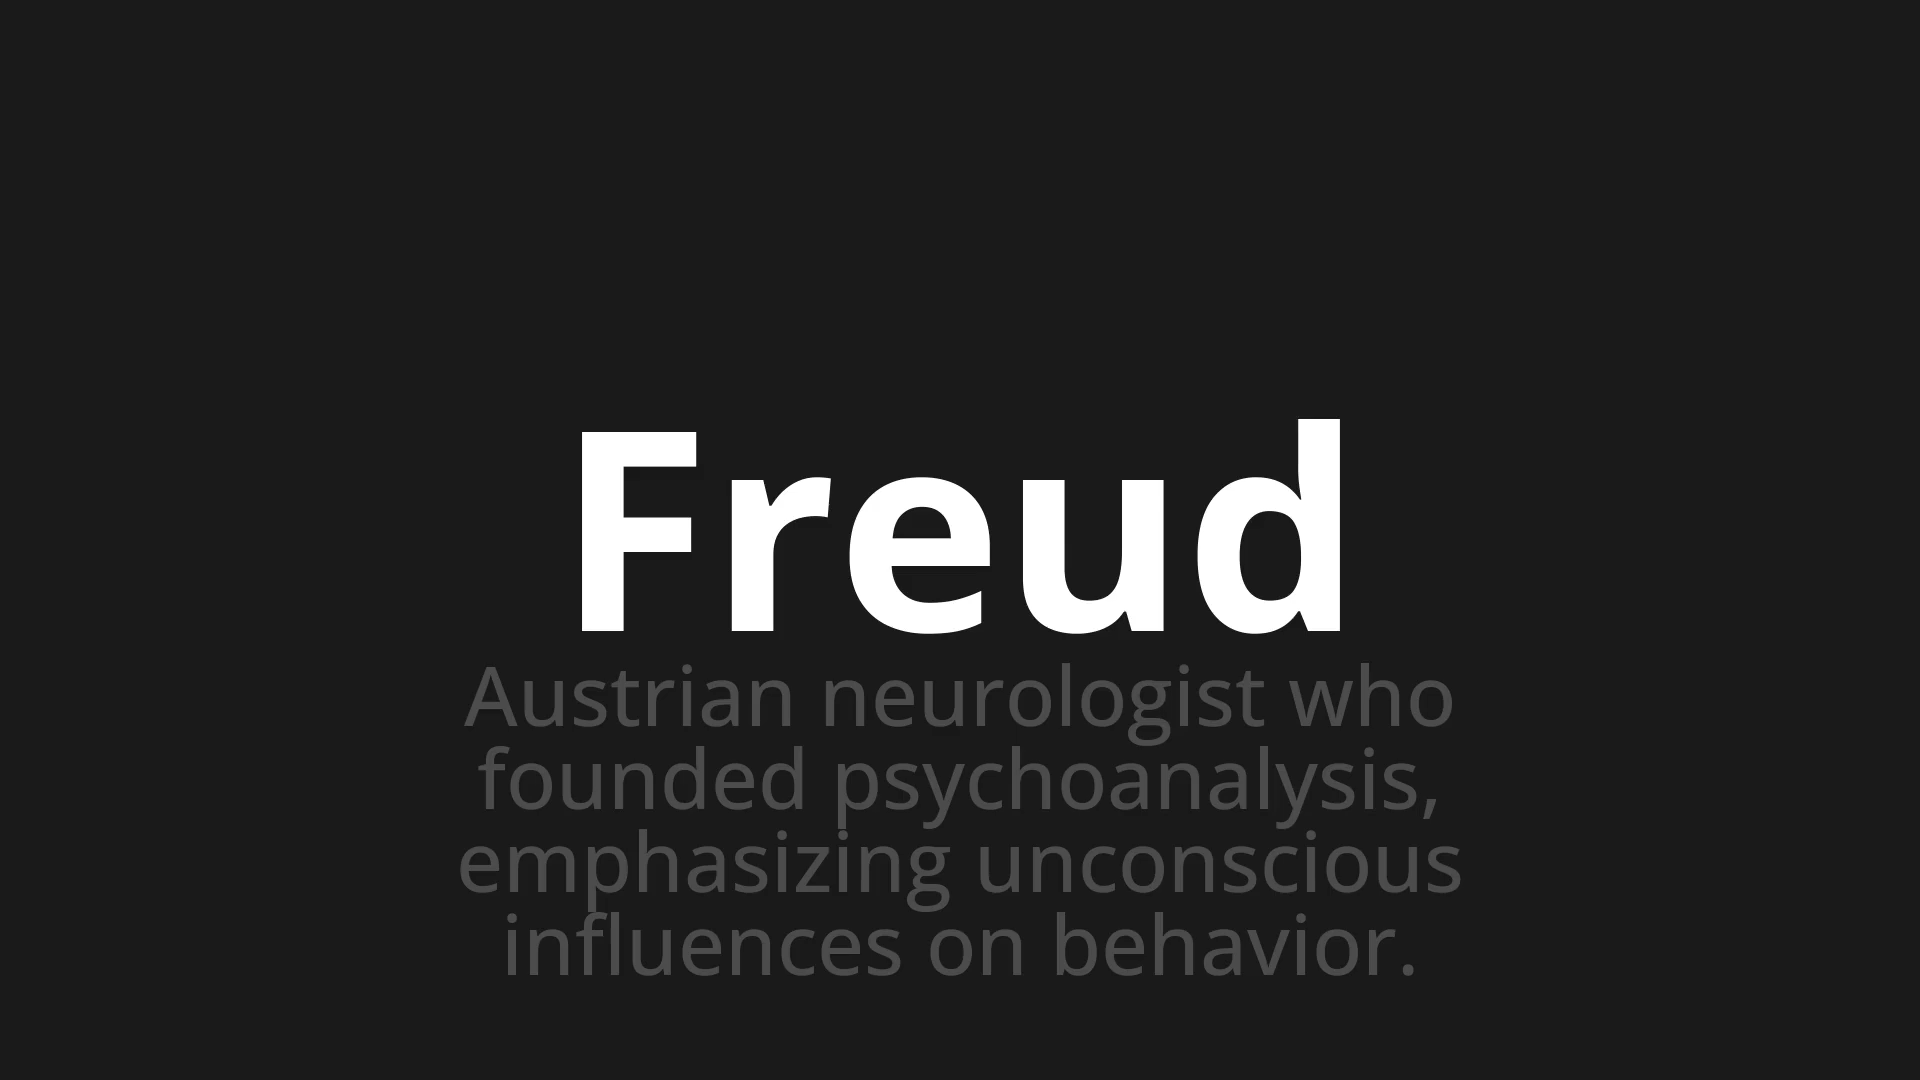 Freud
Austrian neurologist who
founded psychoanalysis,
emphasizing unconscious
influences on behavior.